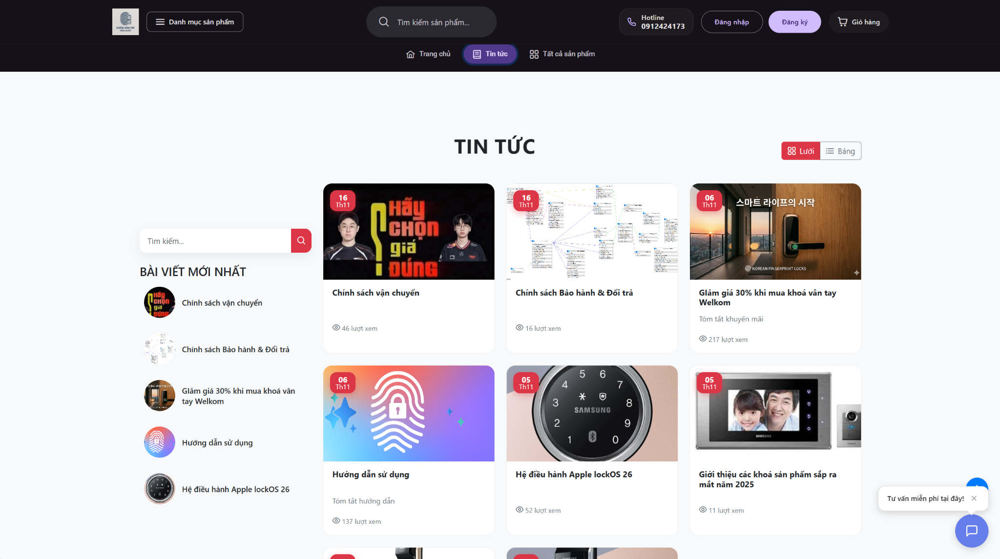 KHÓA VÂN TAY
HÀN QUỐC
Danh mục sản phẩm
Tìm kiếm sản phẩm...
Hotline
0912424173
Đăng nhập
Đăng ký
Giỏ hàng
Trang chủ
Tin tức
Tất cả sản phẩm
TIN TỨC
Lưới
Bảng
Tìm kiếm...
BÀI VIẾT MỚI NHẤT
Chính sách vận chuyển
Chính sách Bảo hành & Đổi trả
GIảm giá 30% khi mua khoá vân
tay Welkom
Hướng dẫn sử dụng
Hệ điều hành Apple lockOS 26
16
Th11
Hãy
CHỌN
giá
ĐÚNG
Chính sách vận chuyển
46 lượt xem
16
Th11
Chính sách Bảo hành & Đổi trả
16 lượt xem
06
Th11
스마트 라이프의 시작
KOREAN FINGERPRINT LOCKS
GIảm giá 30% khi mua khoá vân tay
Welkom
Tóm tắt khuyến mãi
217 lượt xem
06
Th11
Hướng dẫn sử dụng
Tóm tắt hướng dẫn
137 lượt xem
05
Th11
5 6
4 7
3 8
SAMSUNG
2 9
1 0
Hệ điều hành Apple lockOS 26
52 lượt xem
05
Th11
SAMSUNG
Giới thiệu các khoá sản phẩm sắp ra
mắt năm 2025
11 lượt xem
Tư vấn miễn phí tại đây!